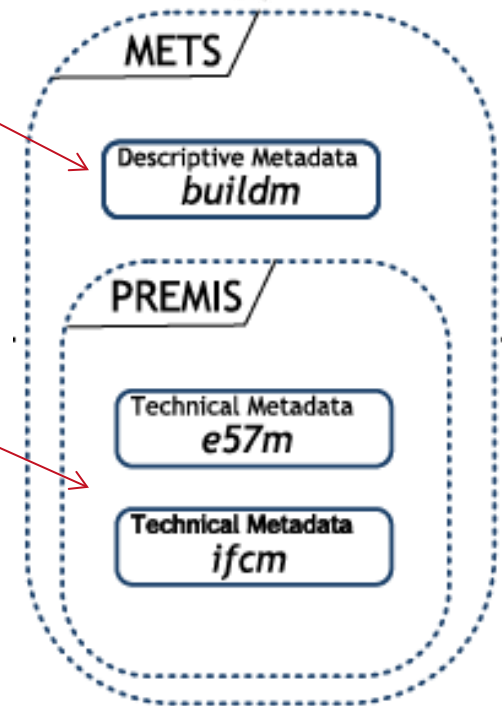 METS
Descriptive Metadata
buildm
PREMIS
Technical Metadata
e57m
Technical Metadata
ifcm